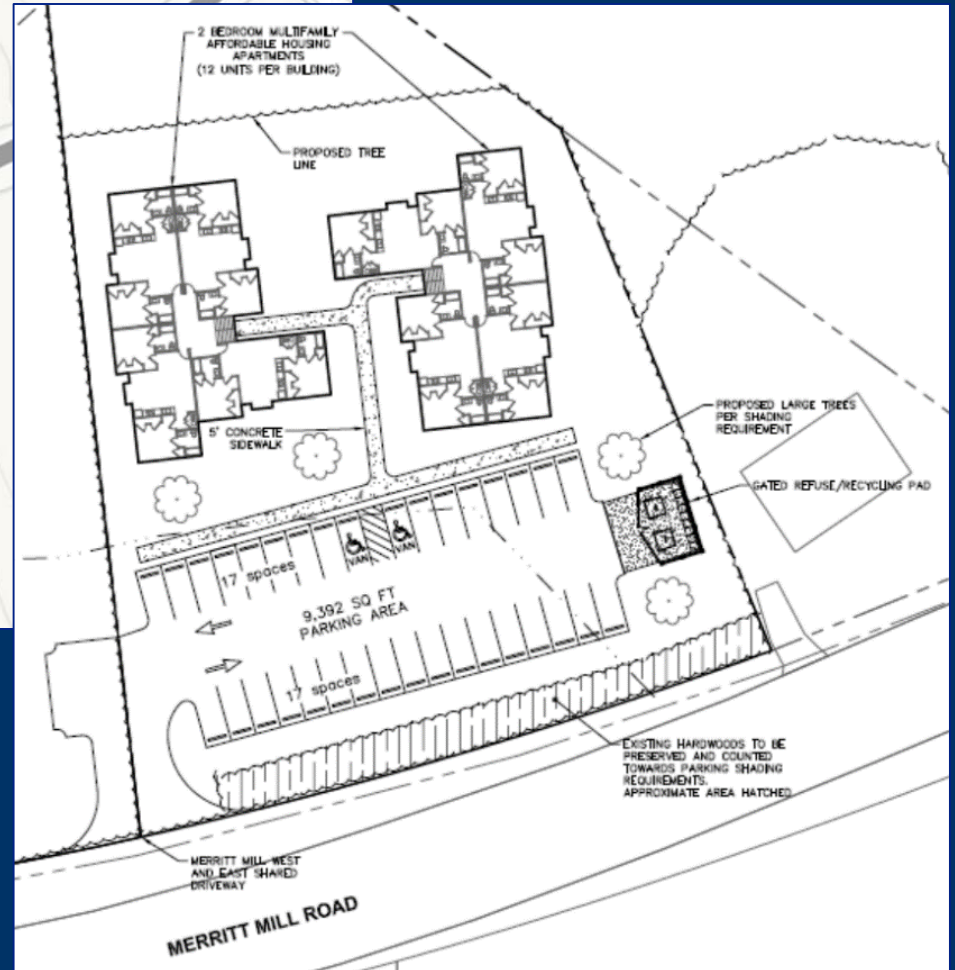 2 BEDROOM MULTIFAMILY
AFFORDABLE HOUSING
APARTMENTS
(12 UNITS PER BUILDING)
PROPOSED TREE
LINE
PROPOSED LARGE TREES
PER SHADING
REQUIREMENT
5' CONCRETE
SIDEWALK
GATED REFUSE/RECYCLING PAD
VAN
VAN
17 spaces
9,392 SQ FT
PARKING AREA
17 spaces
EXISTING HARDWOODS TO BE
PRESERVED AND COUNTED
TOWARDS PARKING SHADING
REQUIREMENTS.
APPROXIMATE AREA HATCHED
MERRITT MILL WEST
AND EAST SHARED
DRIVEWAY
MERRITT MILL ROAD